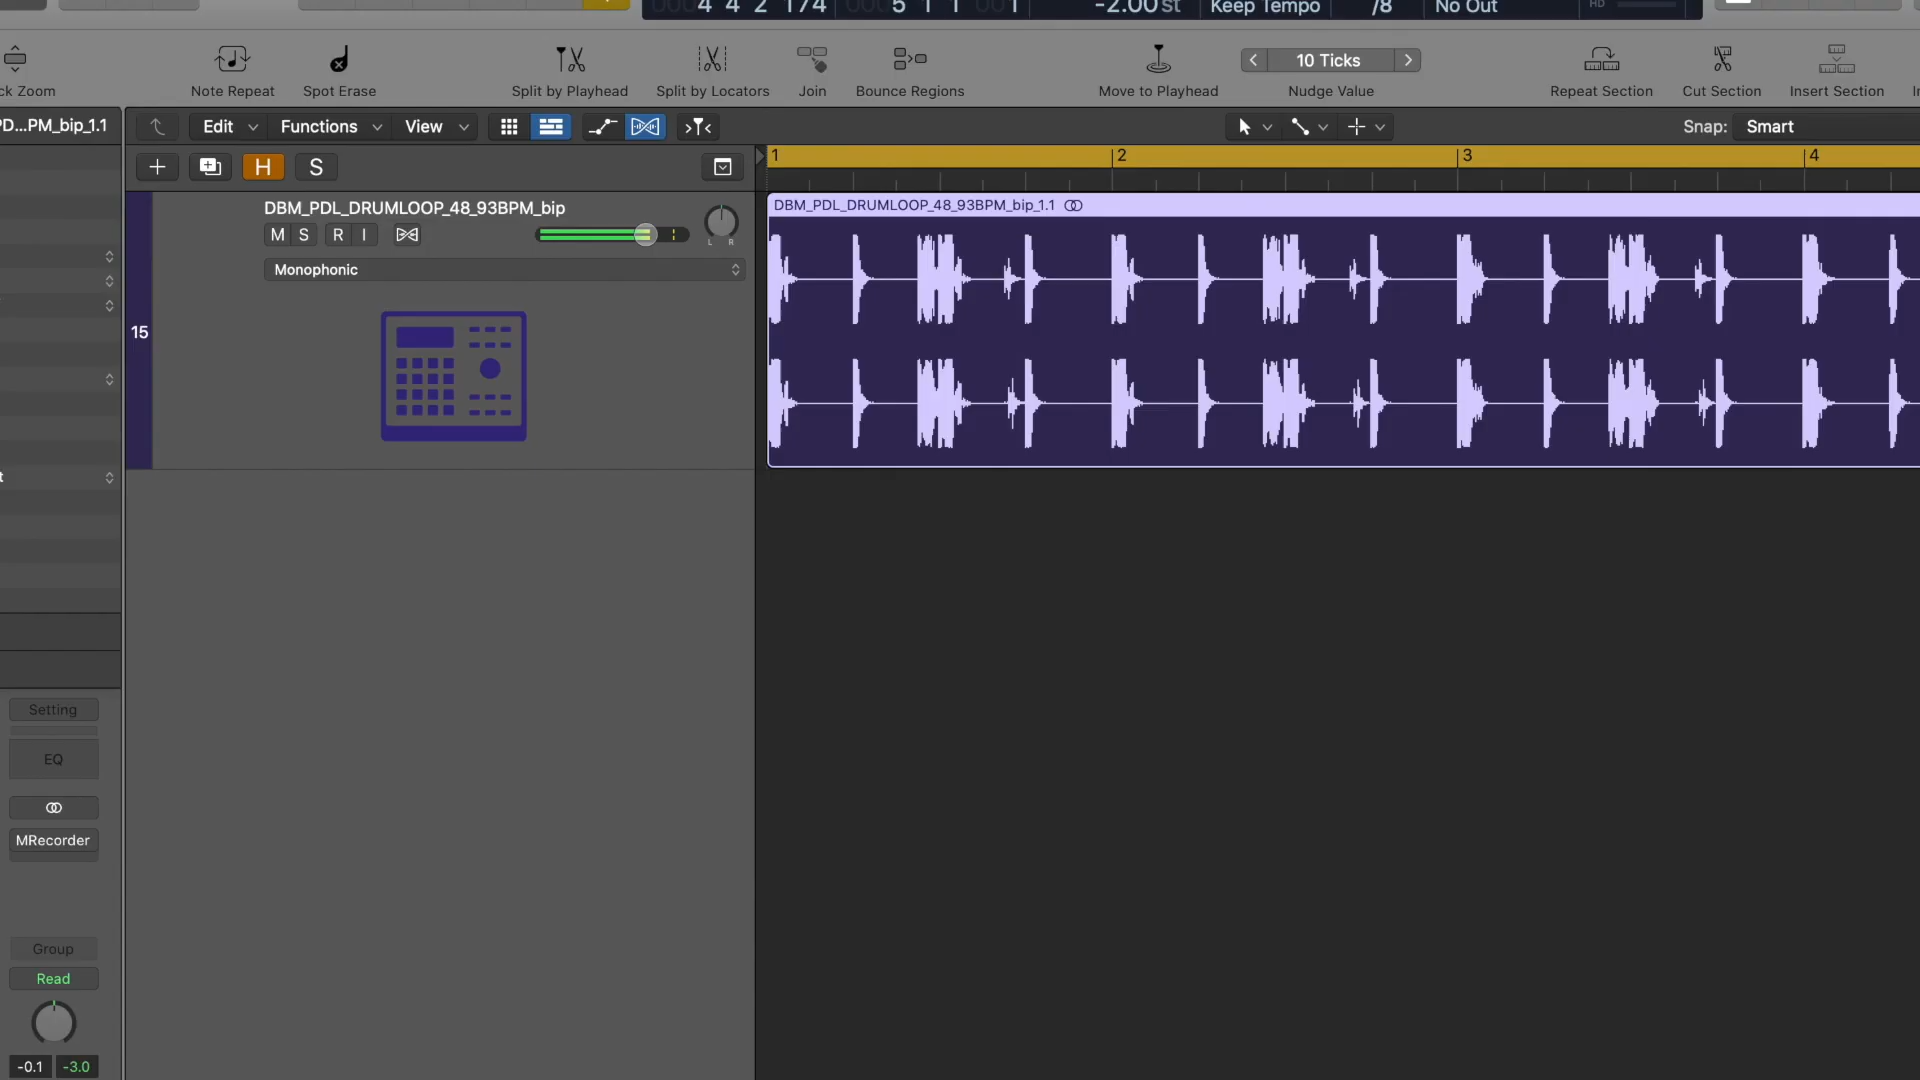 4 4 2 174 5 1 1 1 -2.00 st Keep Tempo /8 No Out HD
10 Ticks
ck Zoom Note Repeat Spot Erase Split by Playhead Split by Locators Join Bounce Regions Move to Playhead Nudge Value Repeat Section Cut Section Insert Section
PD...PM_bip_1.1 Edit Functions View Snap: Smart
H S 1 2 3 4
DBM_PDL_DRUMLOOP_48_93BPM_bip DBM_PDL_DRUMLOOP_48_93BPM_bip_1.1
M S R I L R
Monophonic
15
t
Setting
EQ
MRecorder
Group
Read
-0.1 -3.0